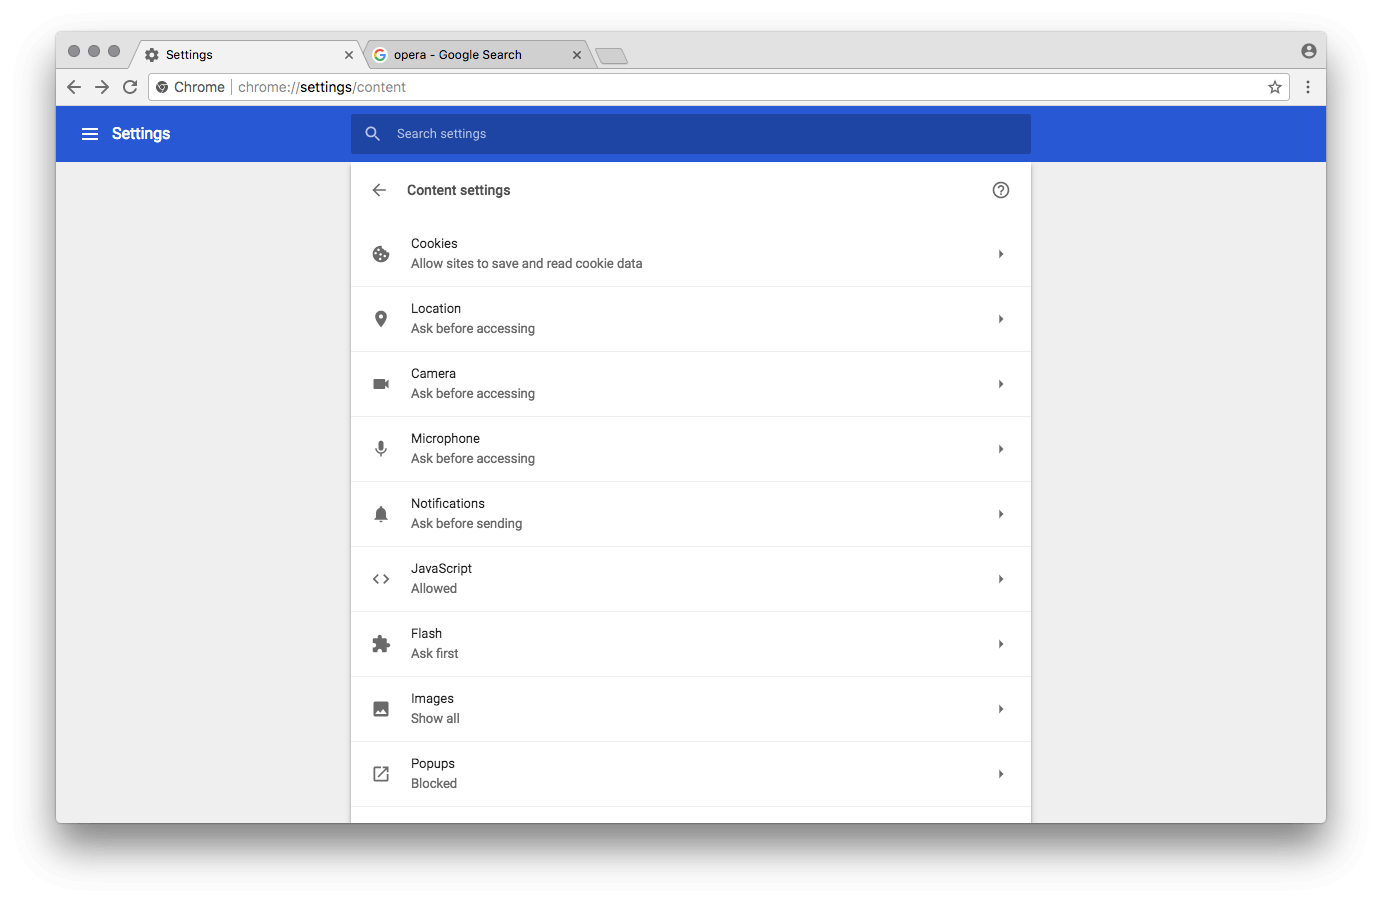 Settings
opera - Google Search
Chrome chrome://settings/content
Settings
Search settings
Content settings
Cookies
Allow sites to save and read cookie data
Location
Ask before accessing
Camera
Ask before accessing
Microphone
Ask before accessing
Notifications
Ask before sending
JavaScript
Allowed
Flash
Ask first
Images
Show all
Popups
Blocked